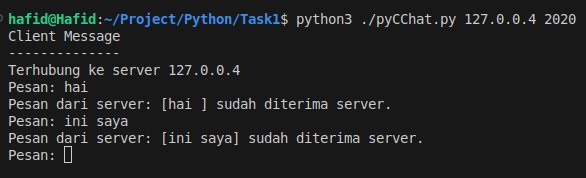 hafid@Hafid:~/Project/Python/Task1$ python3 ./pyCChat.py 127.0.0.4 2020
Client Message
--------------
Terhubung ke server 127.0.0.4
Pesan: hai
Pesan dari server: [hai ] sudah diterima server.
Pesan: ini saya
Pesan dari server: [ini saya] sudah diterima server.
Pesan: